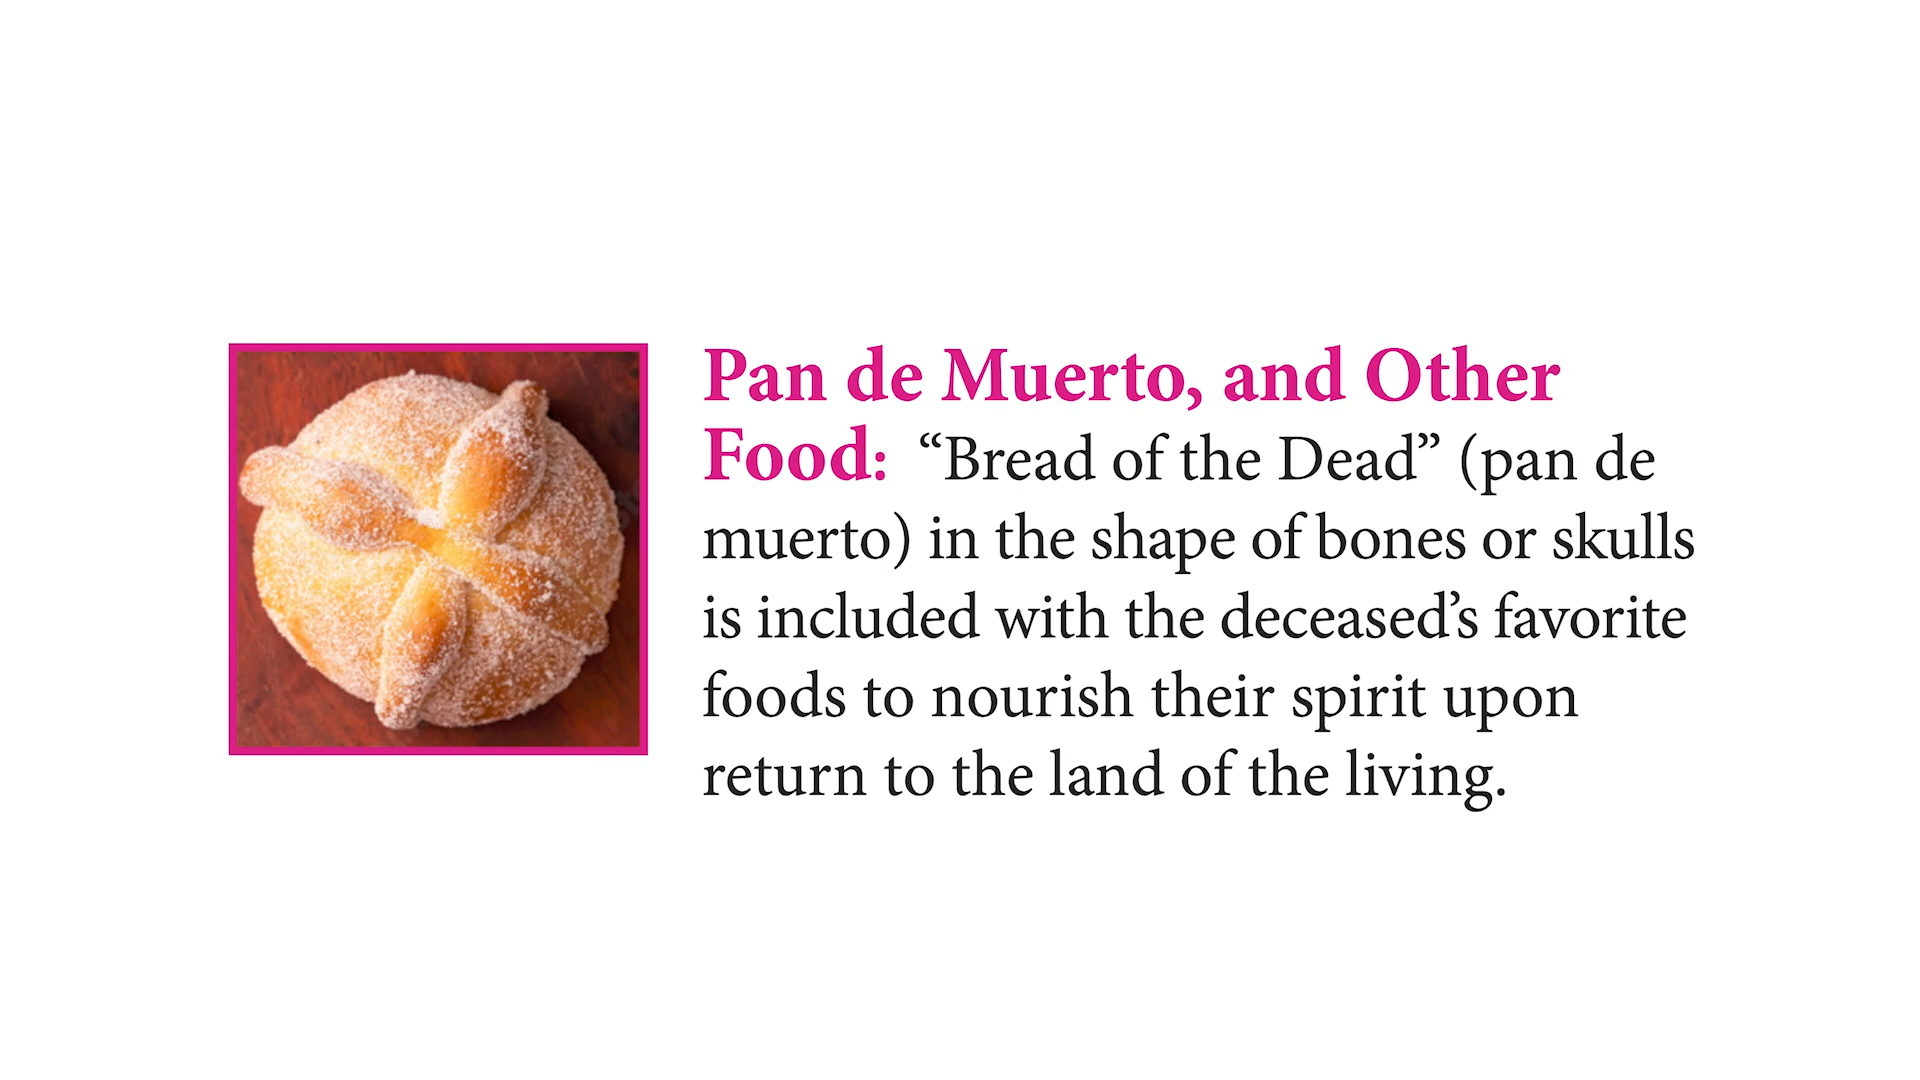 Pan de Muerto, and Other
Food: “Bread of the Dead” (pan de
muerto) in the shape of bones or skulls
is included with the deceased’s favorite
foods to nourish their spirit upon
return to the land of the living.